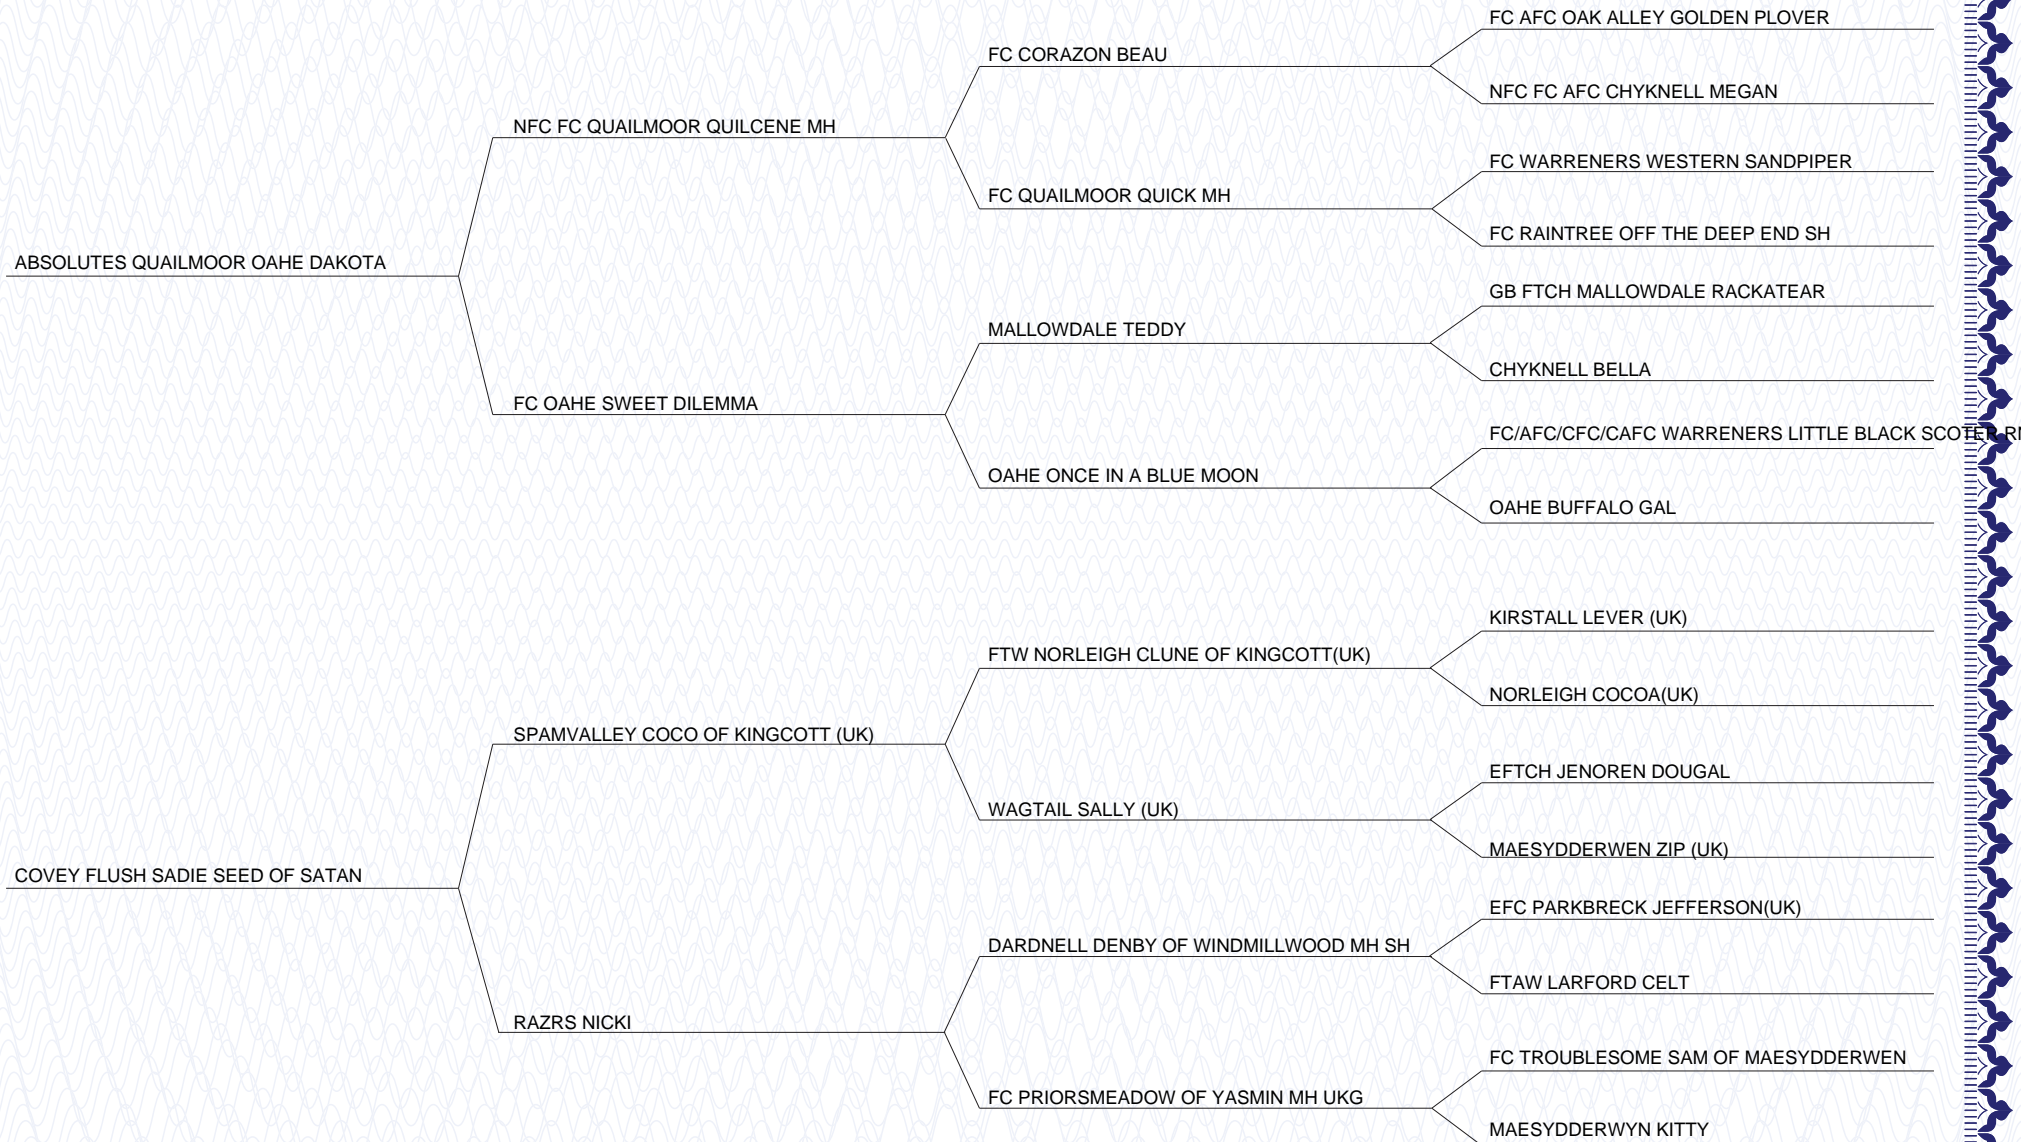 FC AFC OAK ALLEY GOLDEN PLOVER
FC CORAZON BEAU
NFC FC AFC CHYKNELL MEGAN
NFC FC QUAILMOOR QUILCENE MH
FC WARRENERS WESTERN SANDPIPER
FC QUAILMOOR QUICK MH
FC RAINTREE OFF THE DEEP END SH
ABSOLUTES QUAILMOOR OAHE DAKOTA
GB FTCH MALLOWDALE RACKATEAR
MALLOWDALE TEDDY
CHYKNELL BELLA
FC OAHE SWEET DILEMMA
FC/AFC/CFC/CAFC WARRENERS LITTLE BLACK SCOTER
OAHE ONCE IN A BLUE MOON
OAHE BUFFALO GAL
KIRSTALL LEVER (UK)
FTW NORLEIGH CLUNE OF KINGCOTT(UK)
NORLEIGH COCOA(UK)
SPAMVALLEY COCO OF KINGCOTT (UK)
EFTCH JENOREN DOUGAL
WAGTAIL SALLY (UK)
MAESYDDERWEN ZIP (UK)
COVEY FLUSH SADIE SEED OF SATAN
EFC PARKBRECK JEFFERSON(UK)
DARDNELL DENBY OF WINDMILLWOOD MH SH
FTAW LARFORD CELT
RAZRS NICKI
FC TROUBLESOME SAM OF MAESYDDERWEN
FC PRIORSMEADOW OF YASMIN MH UKG
MAESYDDERWYN KITTY